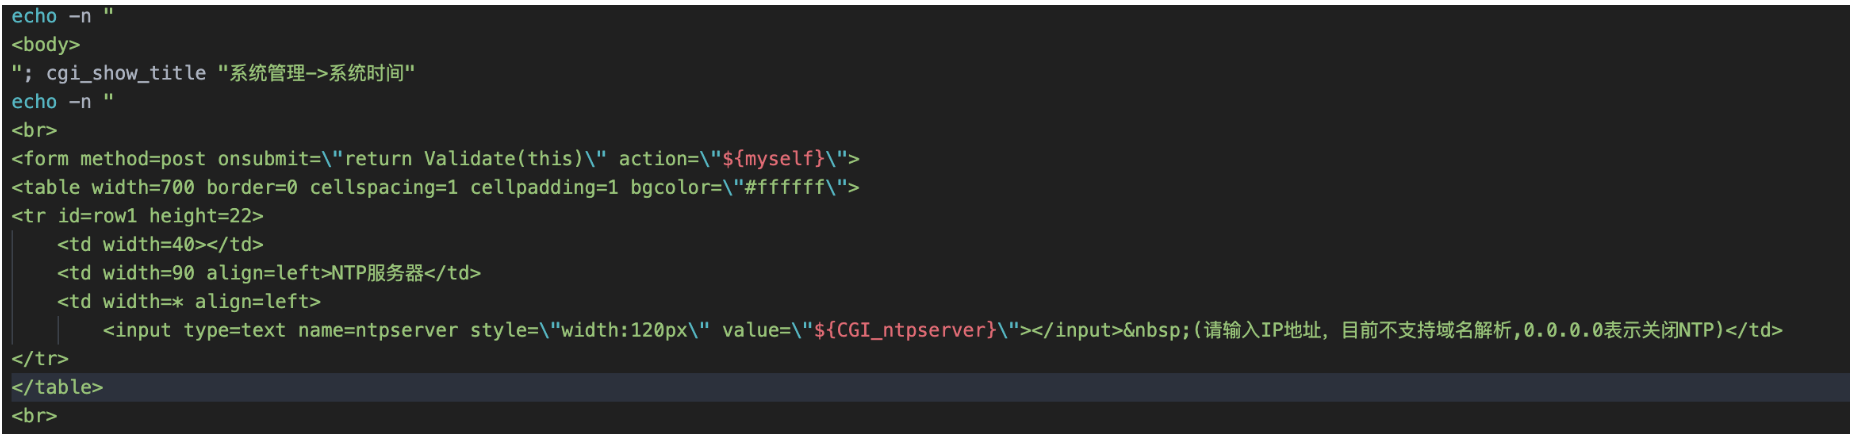 echo -n "
<body>
"; cgi_show_title "系统管理->系统时间"
echo -n "
<br>
<form method=post onsubmit=\"return Validate(this)\" action=\"${myself}\">
<table width=700 border=0 cellspacing=1 cellpadding=1 bgcolor=\"#ffffff\">
<tr id=row1 height=22>
    <td width=40></td>
    <td width=90 align=left>NTP服务器</td>
    <td width=* align=left>
        <input type=text name=ntpserver style=\"width:120px\" value=\"${CGI_ntpserver}\"></input>&nbsp;(请输入IP地址，目前不支持域名解析,0.0.0.0表示关闭NTP)</td>
</tr>
</table>
<br>